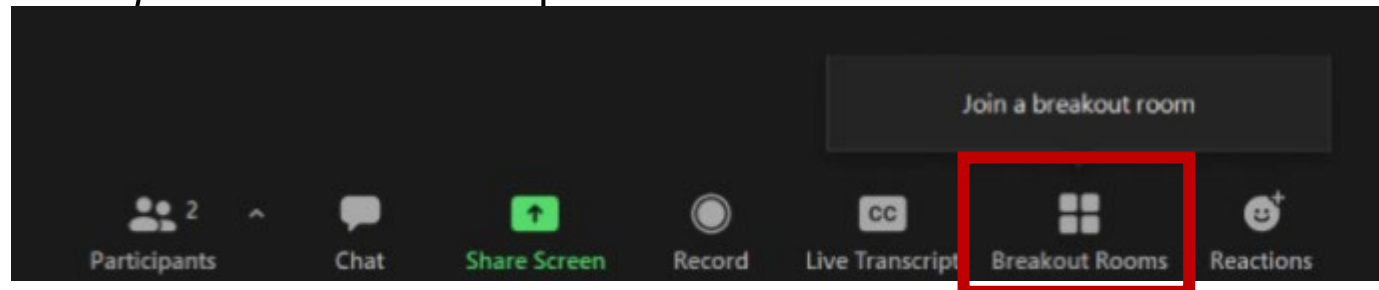 Join a breakout room
2
CC
Participants Chat Share Screen Record Live Transcript Breakout Rooms Reactions